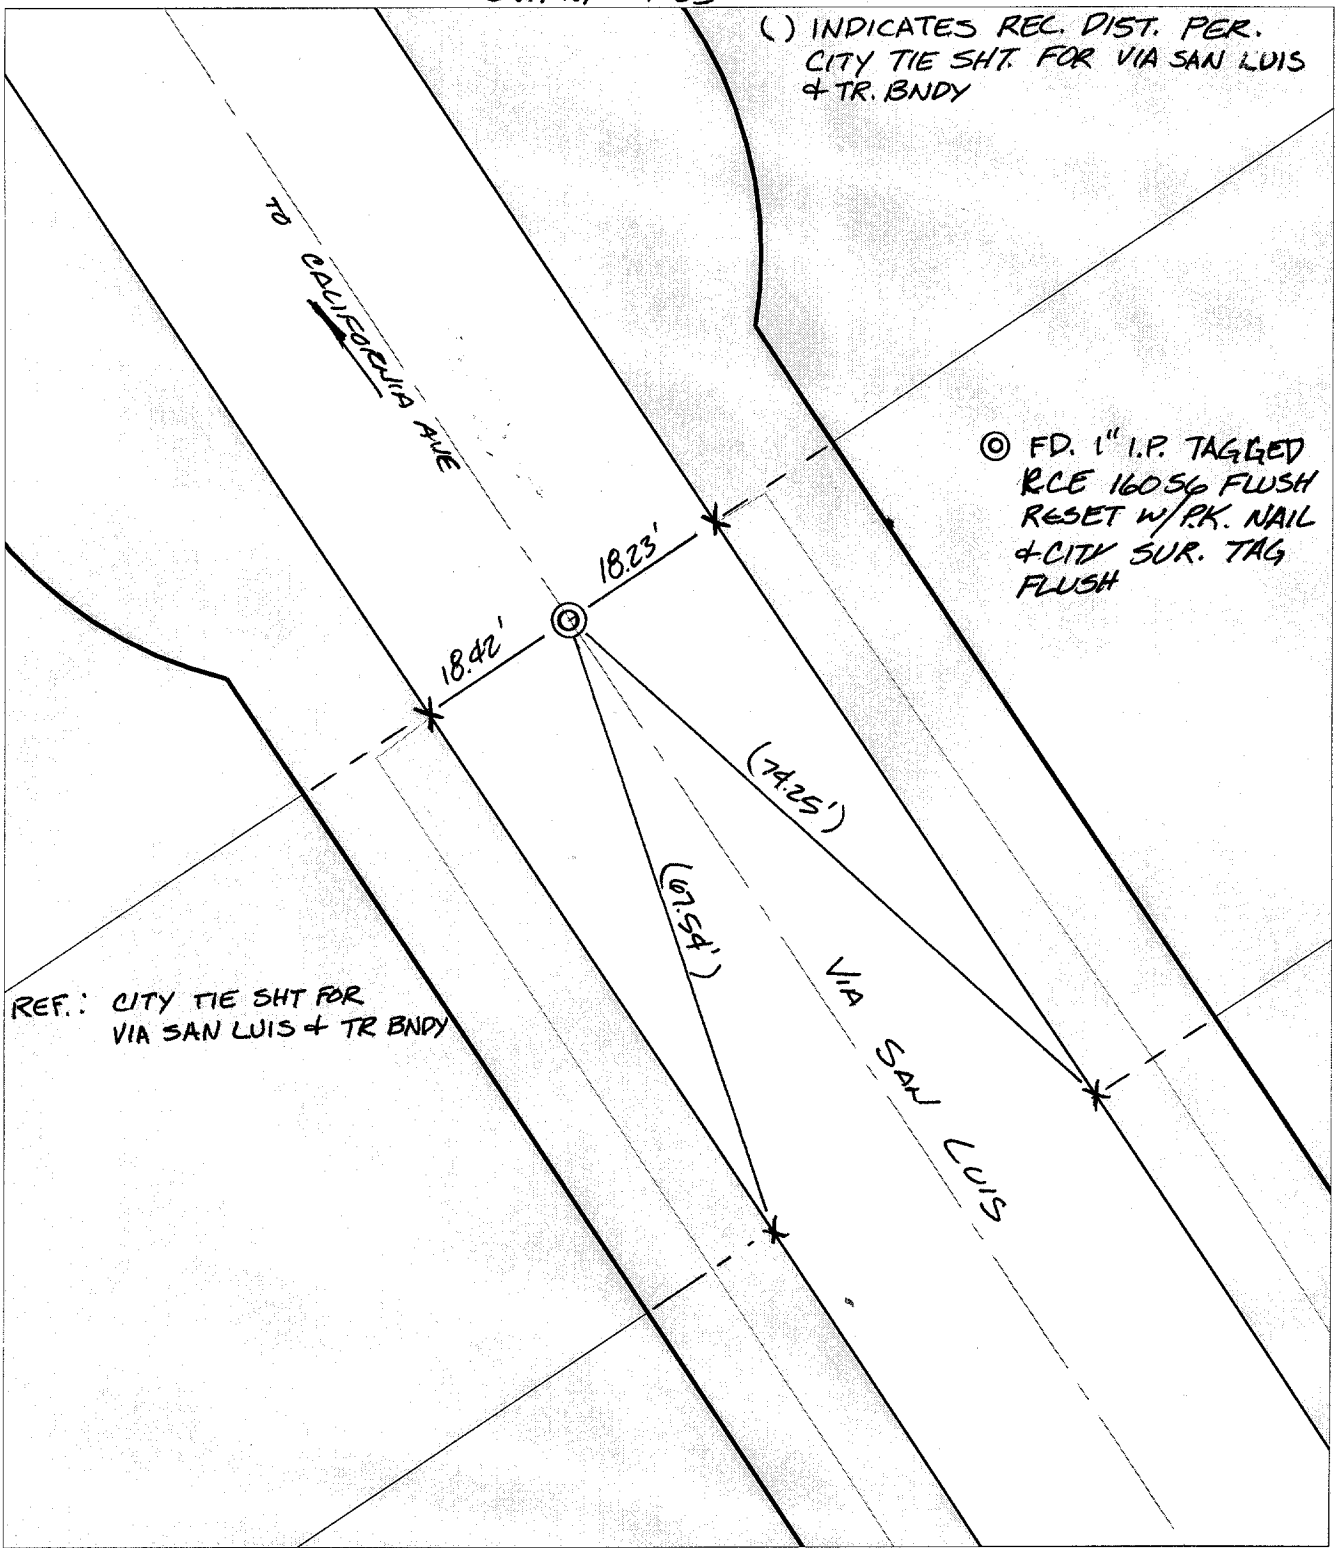 ( ) INDICATES REC. DIST. PER.
CITY TIE SHT. FOR VIA SAN LUIS
& TR. BNDY
TO CALIFORNIA AVE
◎ FD. 1" I.P. TAGGED
RCE 16056 FLUSH
RESET W/P.K. NAIL
& CITY SUR. TAG
FLUSH
18.23'
18.42'
(74.25')
(67.54')
VIA SAN LUIS
REF.: CITY TIE SHT FOR
VIA SAN LUIS & TR BNDY